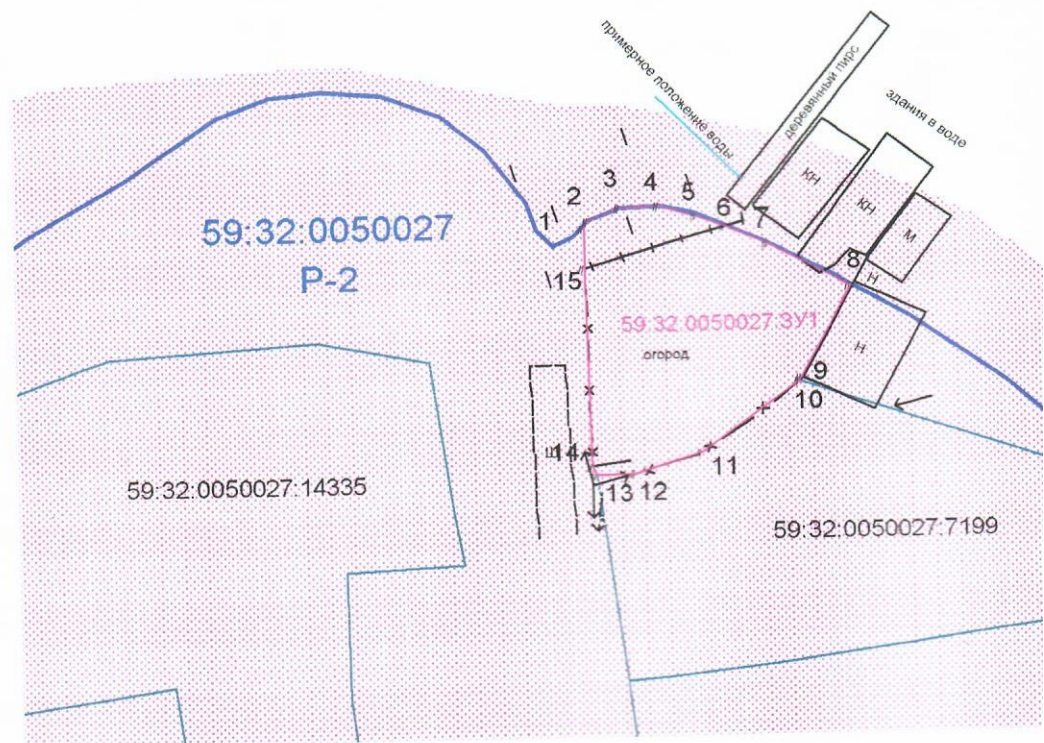 примерное положение воды
деревянный пирс
здания в воде
КН
КН
М
Н
Н
1
2
3
4
5
6
7
8
59:32:0050027
Р-2
15
59:32:0050027:ЗУ1
огород
9
10
14
11
13
12
59:32:0050027:14335
59:32:0050027:7199